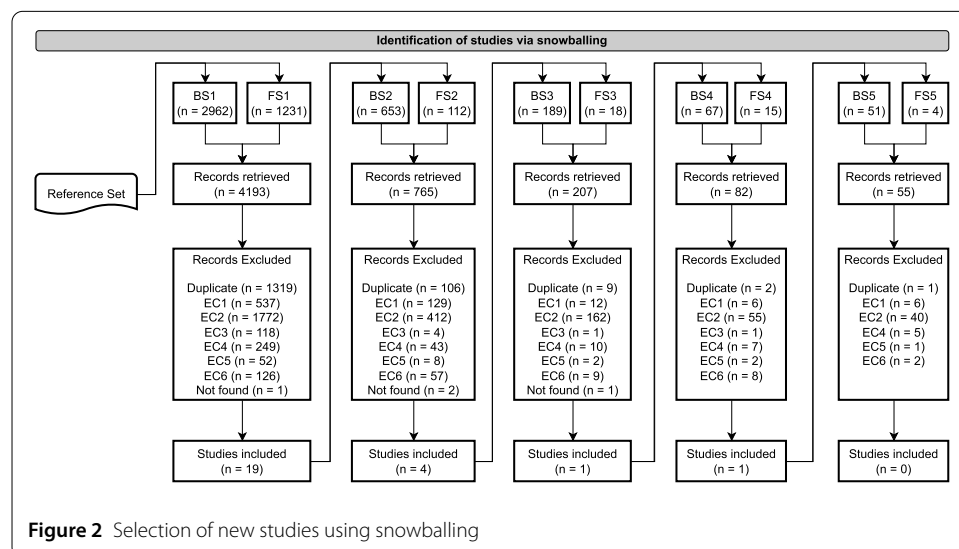 Identification of studies via snowballing
BS1
(n = 2962)
FS1
(n = 1231)
BS2
(n = 653)
FS2
(n = 112)
BS3
(n = 189)
FS3
(n = 18)
BS4
(n = 67)
FS4
(n = 15)
BS5
(n = 51)
FS5
(n = 4)
Reference Set
Records retrieved
(n = 4193)
Records retrieved
(n = 765)
Records retrieved
(n = 207)
Records retrieved
(n = 82)
Records retrieved
(n = 55)
Records Excluded
Duplicate (n = 1319)
EC1 (n = 537)
EC2 (n = 1772)
EC3 (n = 118)
EC4 (n = 249)
EC5 (n = 52)
EC6 (n = 126)
Not found (n = 1)
Records Excluded
Duplicate (n = 106)
EC1 (n = 129)
EC2 (n = 412)
EC3 (n = 4)
EC4 (n = 43)
EC5 (n = 8)
EC6 (n = 57)
Not found (n = 2)
Records Excluded
Duplicate (n = 9)
EC1 (n = 12)
EC2 (n = 162)
EC3 (n = 1)
EC4 (n = 10)
EC5 (n = 2)
EC6 (n = 9)
Not found (n = 1)
Records Excluded
Duplicate (n = 2)
EC1 (n = 6)
EC2 (n = 55)
EC3 (n = 1)
EC4 (n = 7)
EC5 (n = 2)
EC6 (n = 8)
Records Excluded
Duplicate (n = 1)
EC1 (n = 6)
EC2 (n = 40)
EC4 (n = 5)
EC5 (n = 1)
EC6 (n = 2)
Studies included
(n = 19)
Studies included
(n = 4)
Studies included
(n = 1)
Studies included
(n = 1)
Studies included
(n = 0)
Figure 2 Selection of new studies using snowballing